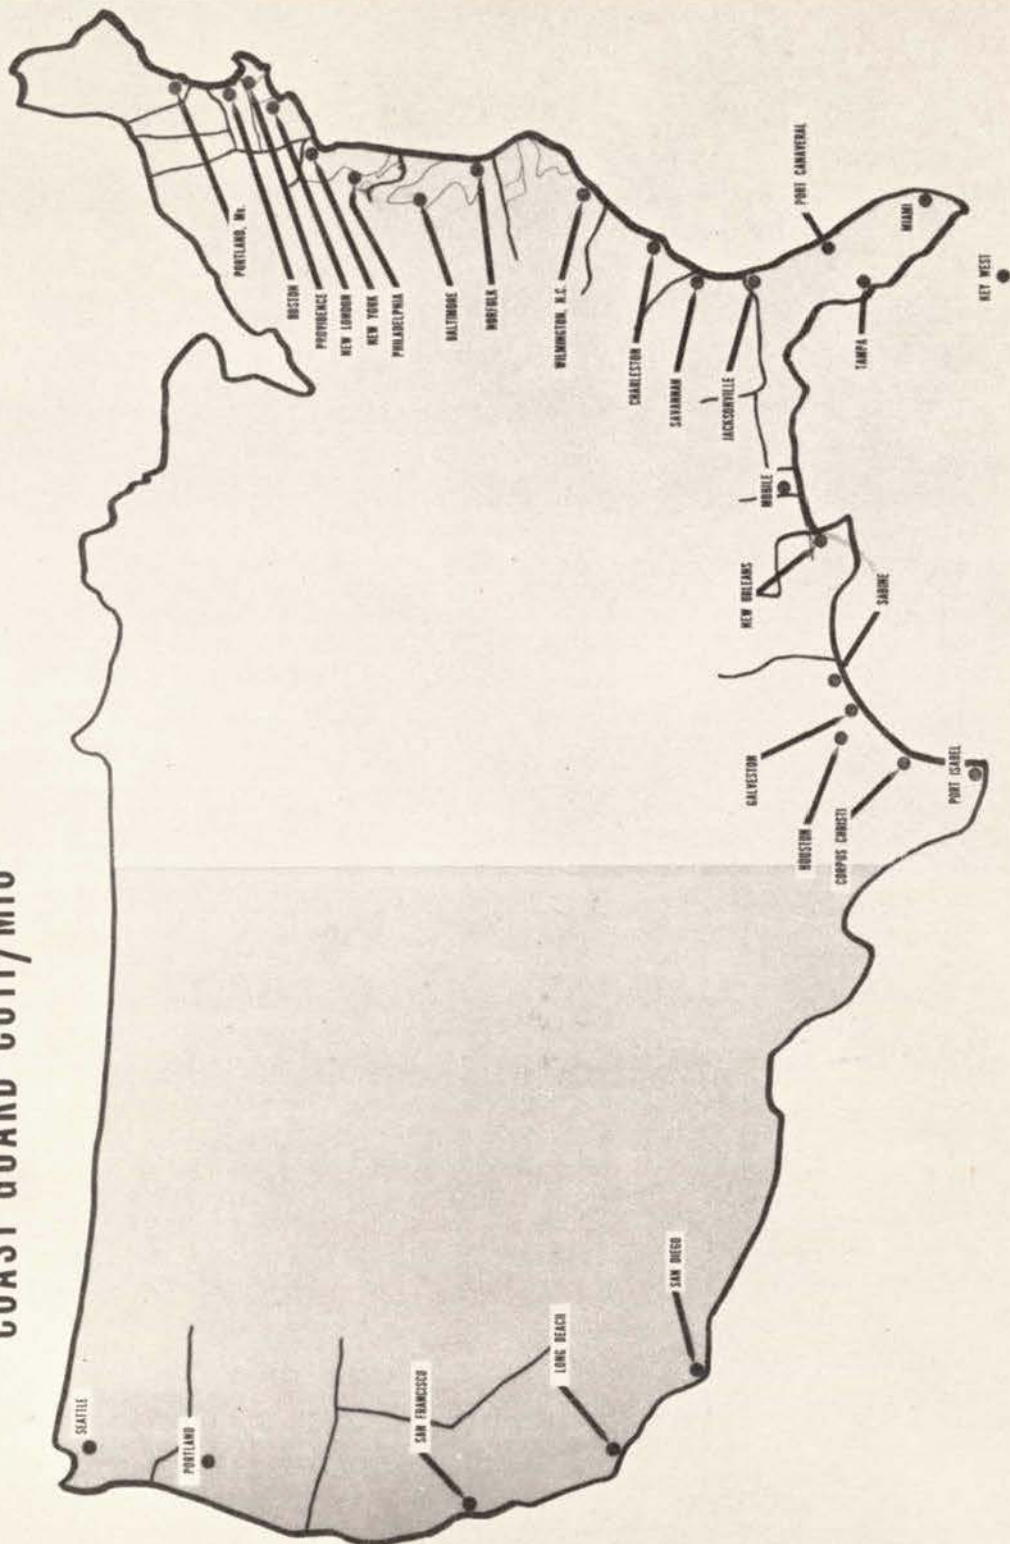 COAST GUARD COTP/MIO
SEATTLE
PORTLAND
SAN FRANCISCO
LONG BEACH
SAN DIEGO
PORTLAND, Me.
BOSTON
PROVIDENCE
NEW LONDON
NEW YORK
PHILADELPHIA
BALTIMORE
NORFOLK
WILMINGTON, N.C.
CHARLESTON
SAVANNAH
JACKSONVILLE
PORT CANAVERAL
MIAMI
KEY WEST
TAMPA
MOBILE
NEW ORLEANS
SABINE
GALVESTON
HOUSTON
CORPUS CHRISTI
PORT ISABEL